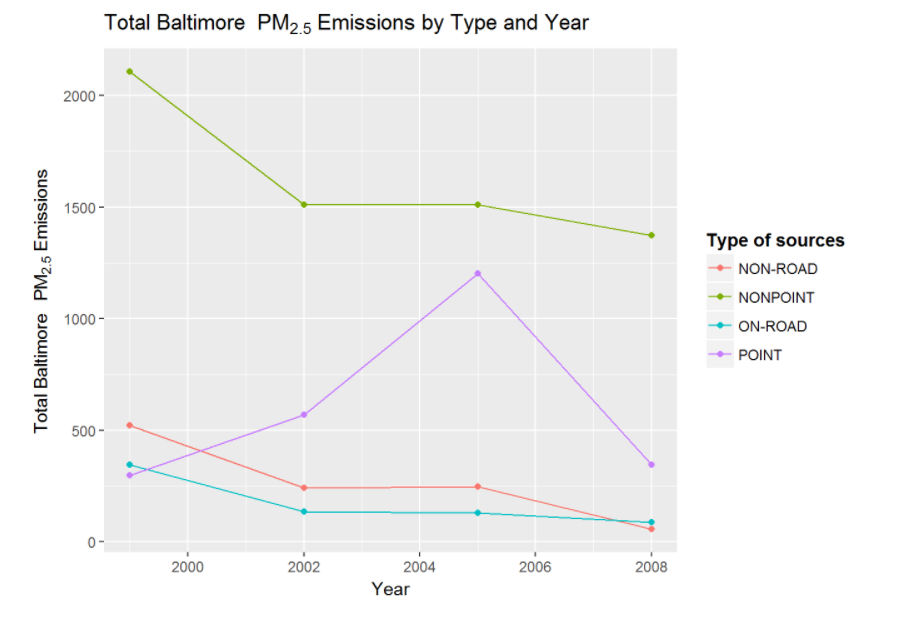 Total Baltimore  PM2.5 Emissions by Type and Year
Total Baltimore  PM2.5 Emissions
2000
1500
1000
500
0
2000 2002 2004 2006 2008
Year
Type of sources
NON-ROAD
NONPOINT
ON-ROAD
POINT